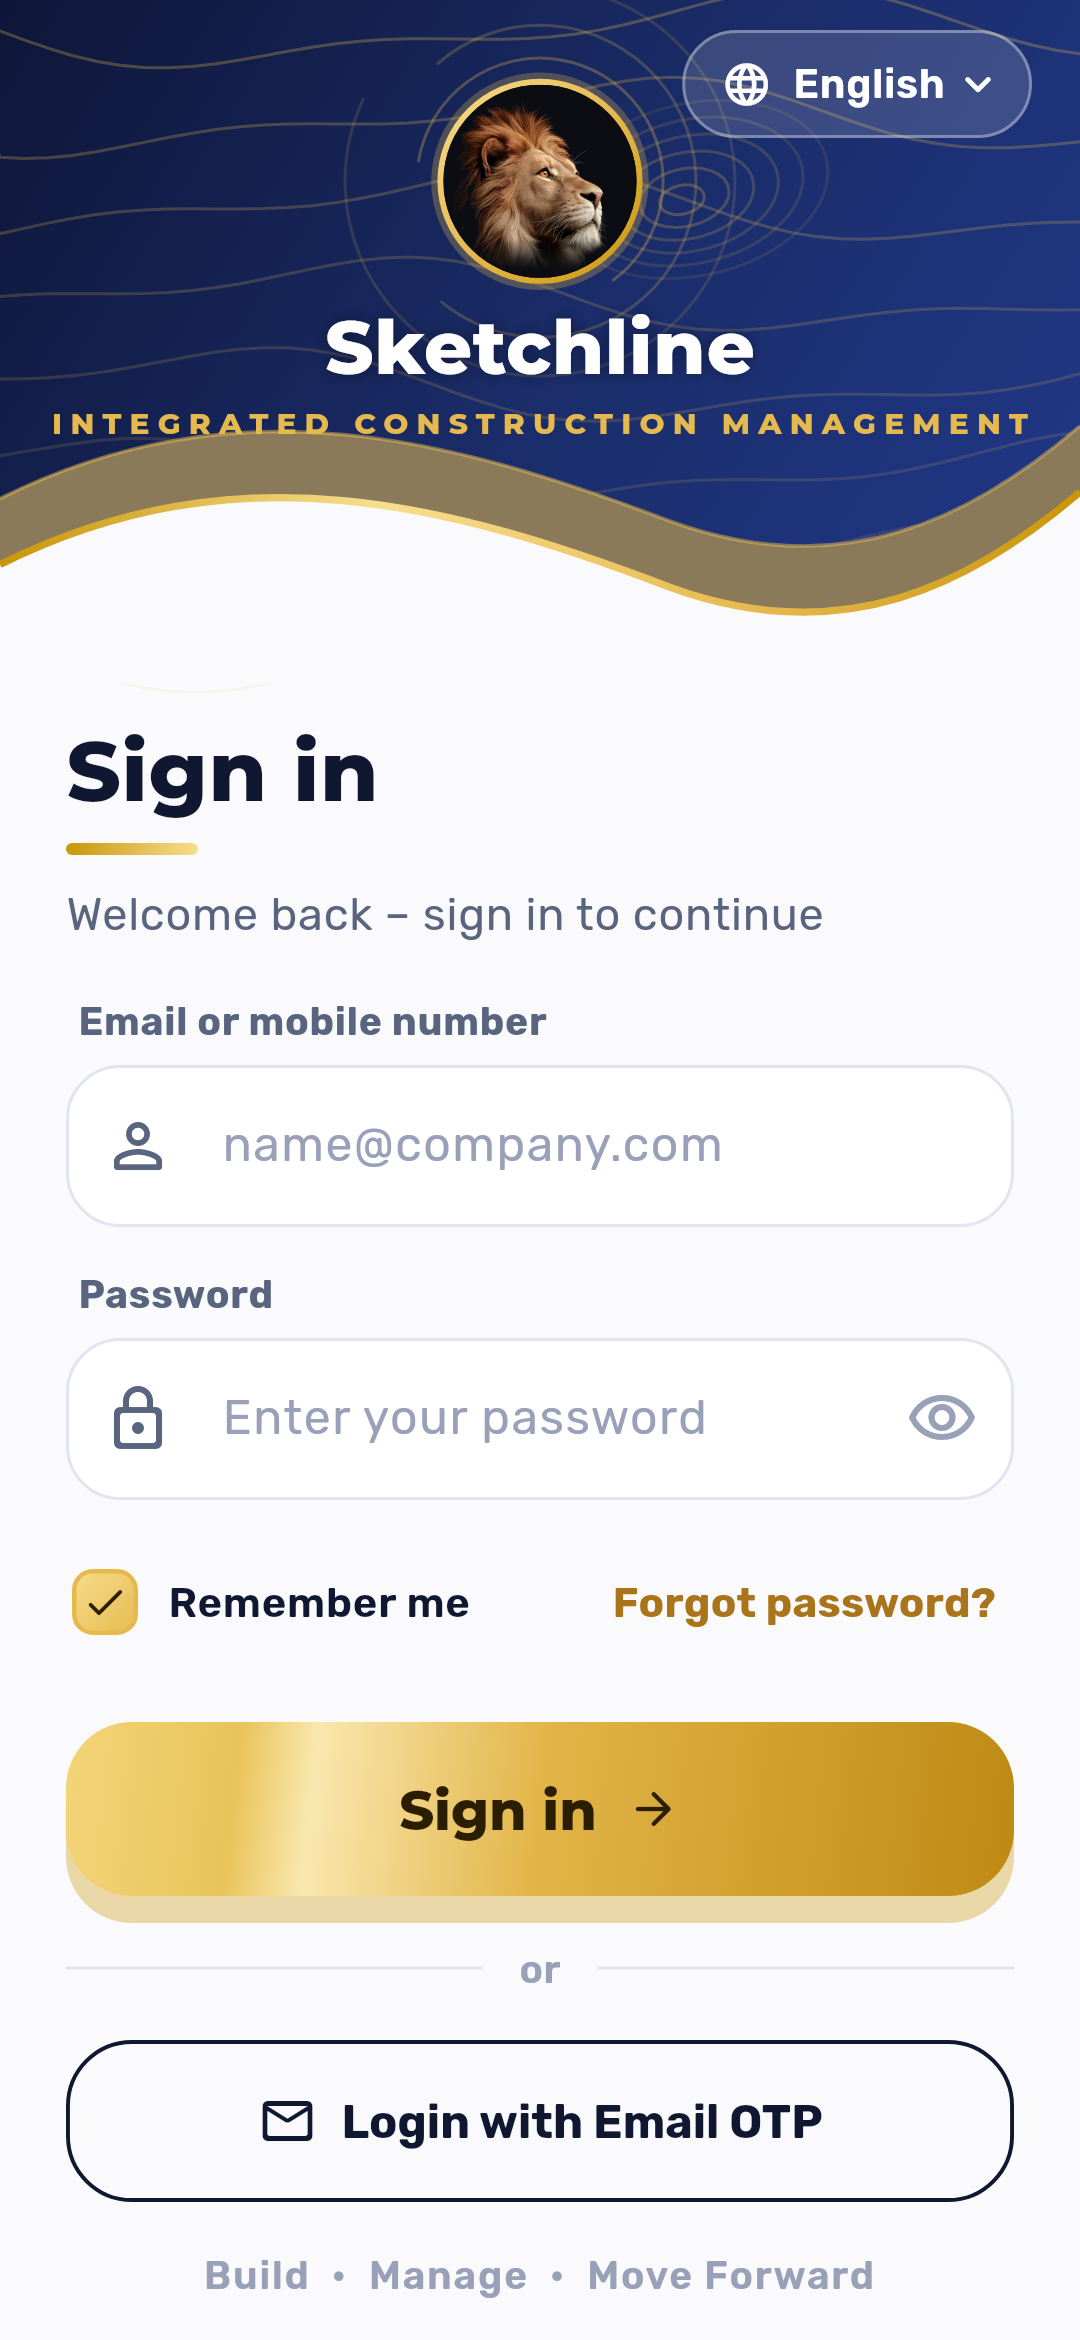 English
Sketchline
INTEGRATED CONSTRUCTION MANAGEMENT
Sign in
Welcome back – sign in to continue
Email or mobile number
name@company.com
Password
Enter your password
Remember me
Forgot password?
Sign in
or
Login with Email OTP
Build • Manage • Move Forward